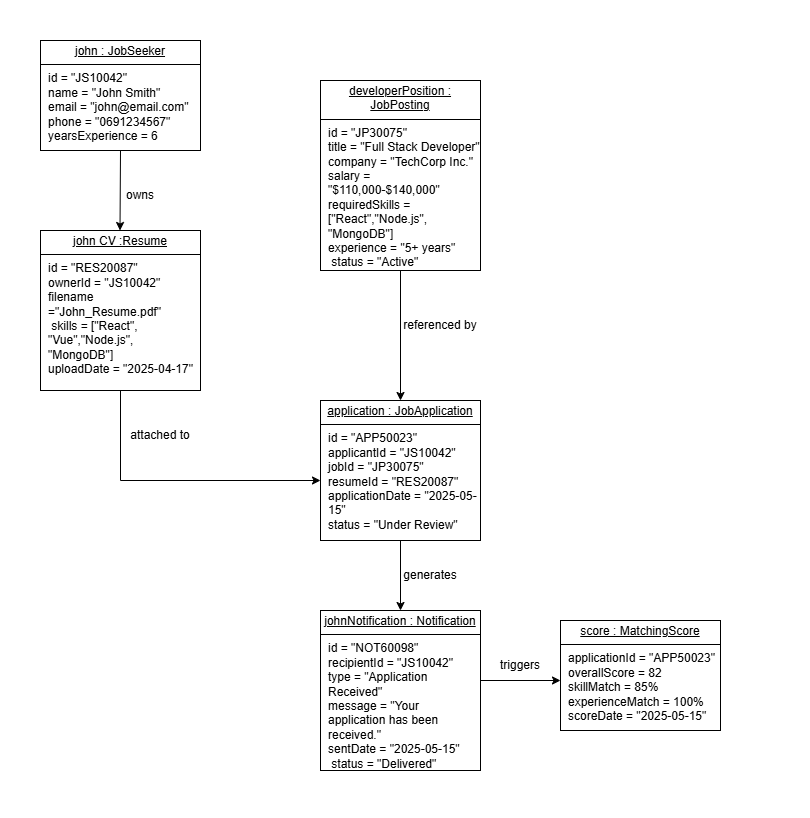 john : JobSeeker
id = "JS10042"
name = "John Smith"
email = "john@email.com"
phone = "0691234567"
yearsExperience = 6
owns
john CV :Resume
id = "RES20087"
ownerId = "JS10042"
filename
="John_Resume.pdf"
skills = ["React",
"Vue","Node.js",
"MongoDB"]
uploadDate = "2025-04-17"
attached to
developerPosition :
JobPosting
id = "JP30075"
title = "Full Stack Developer"
company = "TechCorp Inc."
salary =
"$110,000-$140,000"
requiredSkills =
["React","Node.js",
"MongoDB"]
experience = "5+ years"
status = "Active"
referenced by
application : JobApplication
id = "APP50023"
applicantId = "JS10042"
jobId = "JP30075"
resumeId = "RES20087"
applicationDate = "2025-05-
15"
status = "Under Review"
generates
johnNotification : Notification
id = "NOT60098"
recipientId = "JS10042"
type = "Application
Received"
message = "Your
application has been
received."
sentDate = "2025-05-15"
status = "Delivered"
triggers
score : MatchingScore
applicationId = "APP50023"
overallScore = 82
skillMatch = 85%
experienceMatch = 100%
scoreDate = "2025-05-15"